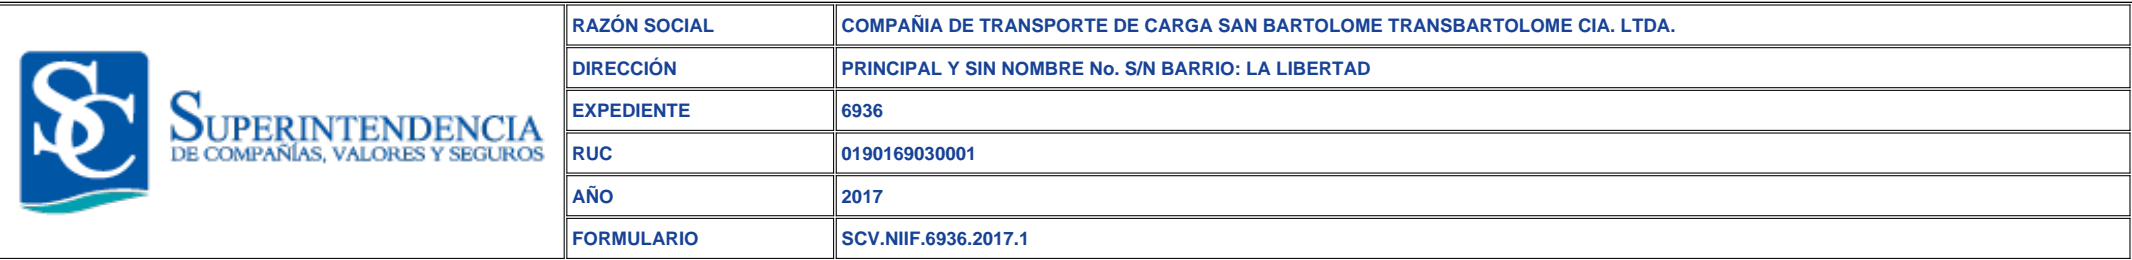 SC
SUPERINTENDENCIA
DE COMPAÑÍAS, VALORES Y SEGUROS
RAZÓN SOCIAL COMPAÑIA DE TRANSPORTE DE CARGA SAN BARTOLOME TRANSBARTOLOME CIA. LTDA.
DIRECCIÓN PRINCIPAL Y SIN NOMBRE No. S/N BARRIO: LA LIBERTAD
EXPEDIENTE 6936
RUC 0190169030001
AÑO 2017
FORMULARIO SCV.NIIF.6936.2017.1